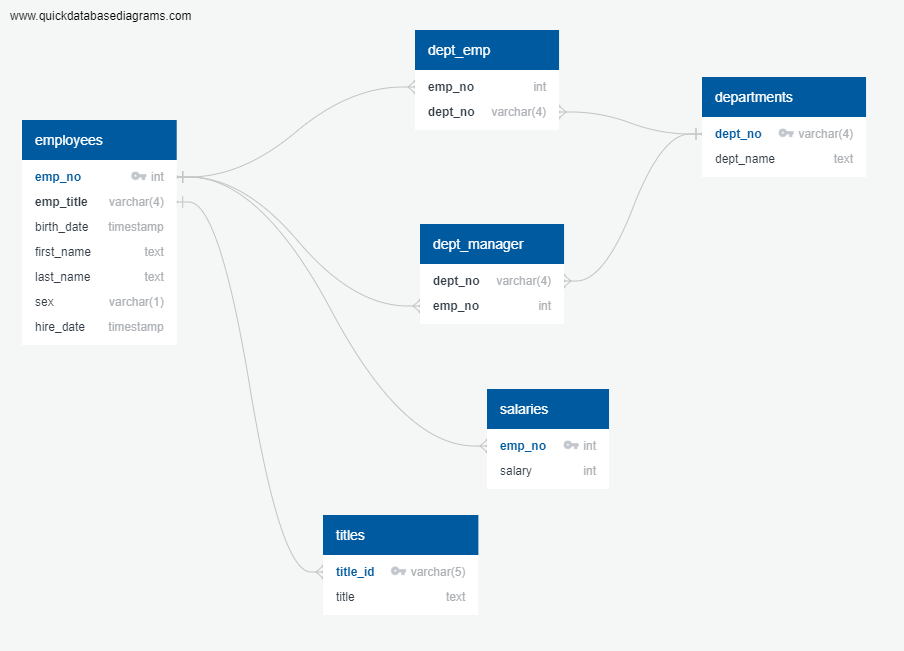 www.quickdatabasediagrams.com
employees
emp_no int
emp_title varchar(4)
birth_date timestamp
first_name text
last_name text
sex varchar(1)
hire_date timestamp
dept_emp
emp_no int
dept_no varchar(4)
departments
dept_no varchar(4)
dept_name text
dept_manager
dept_no varchar(4)
emp_no int
salaries
emp_no int
salary int
titles
title_id varchar(5)
title text